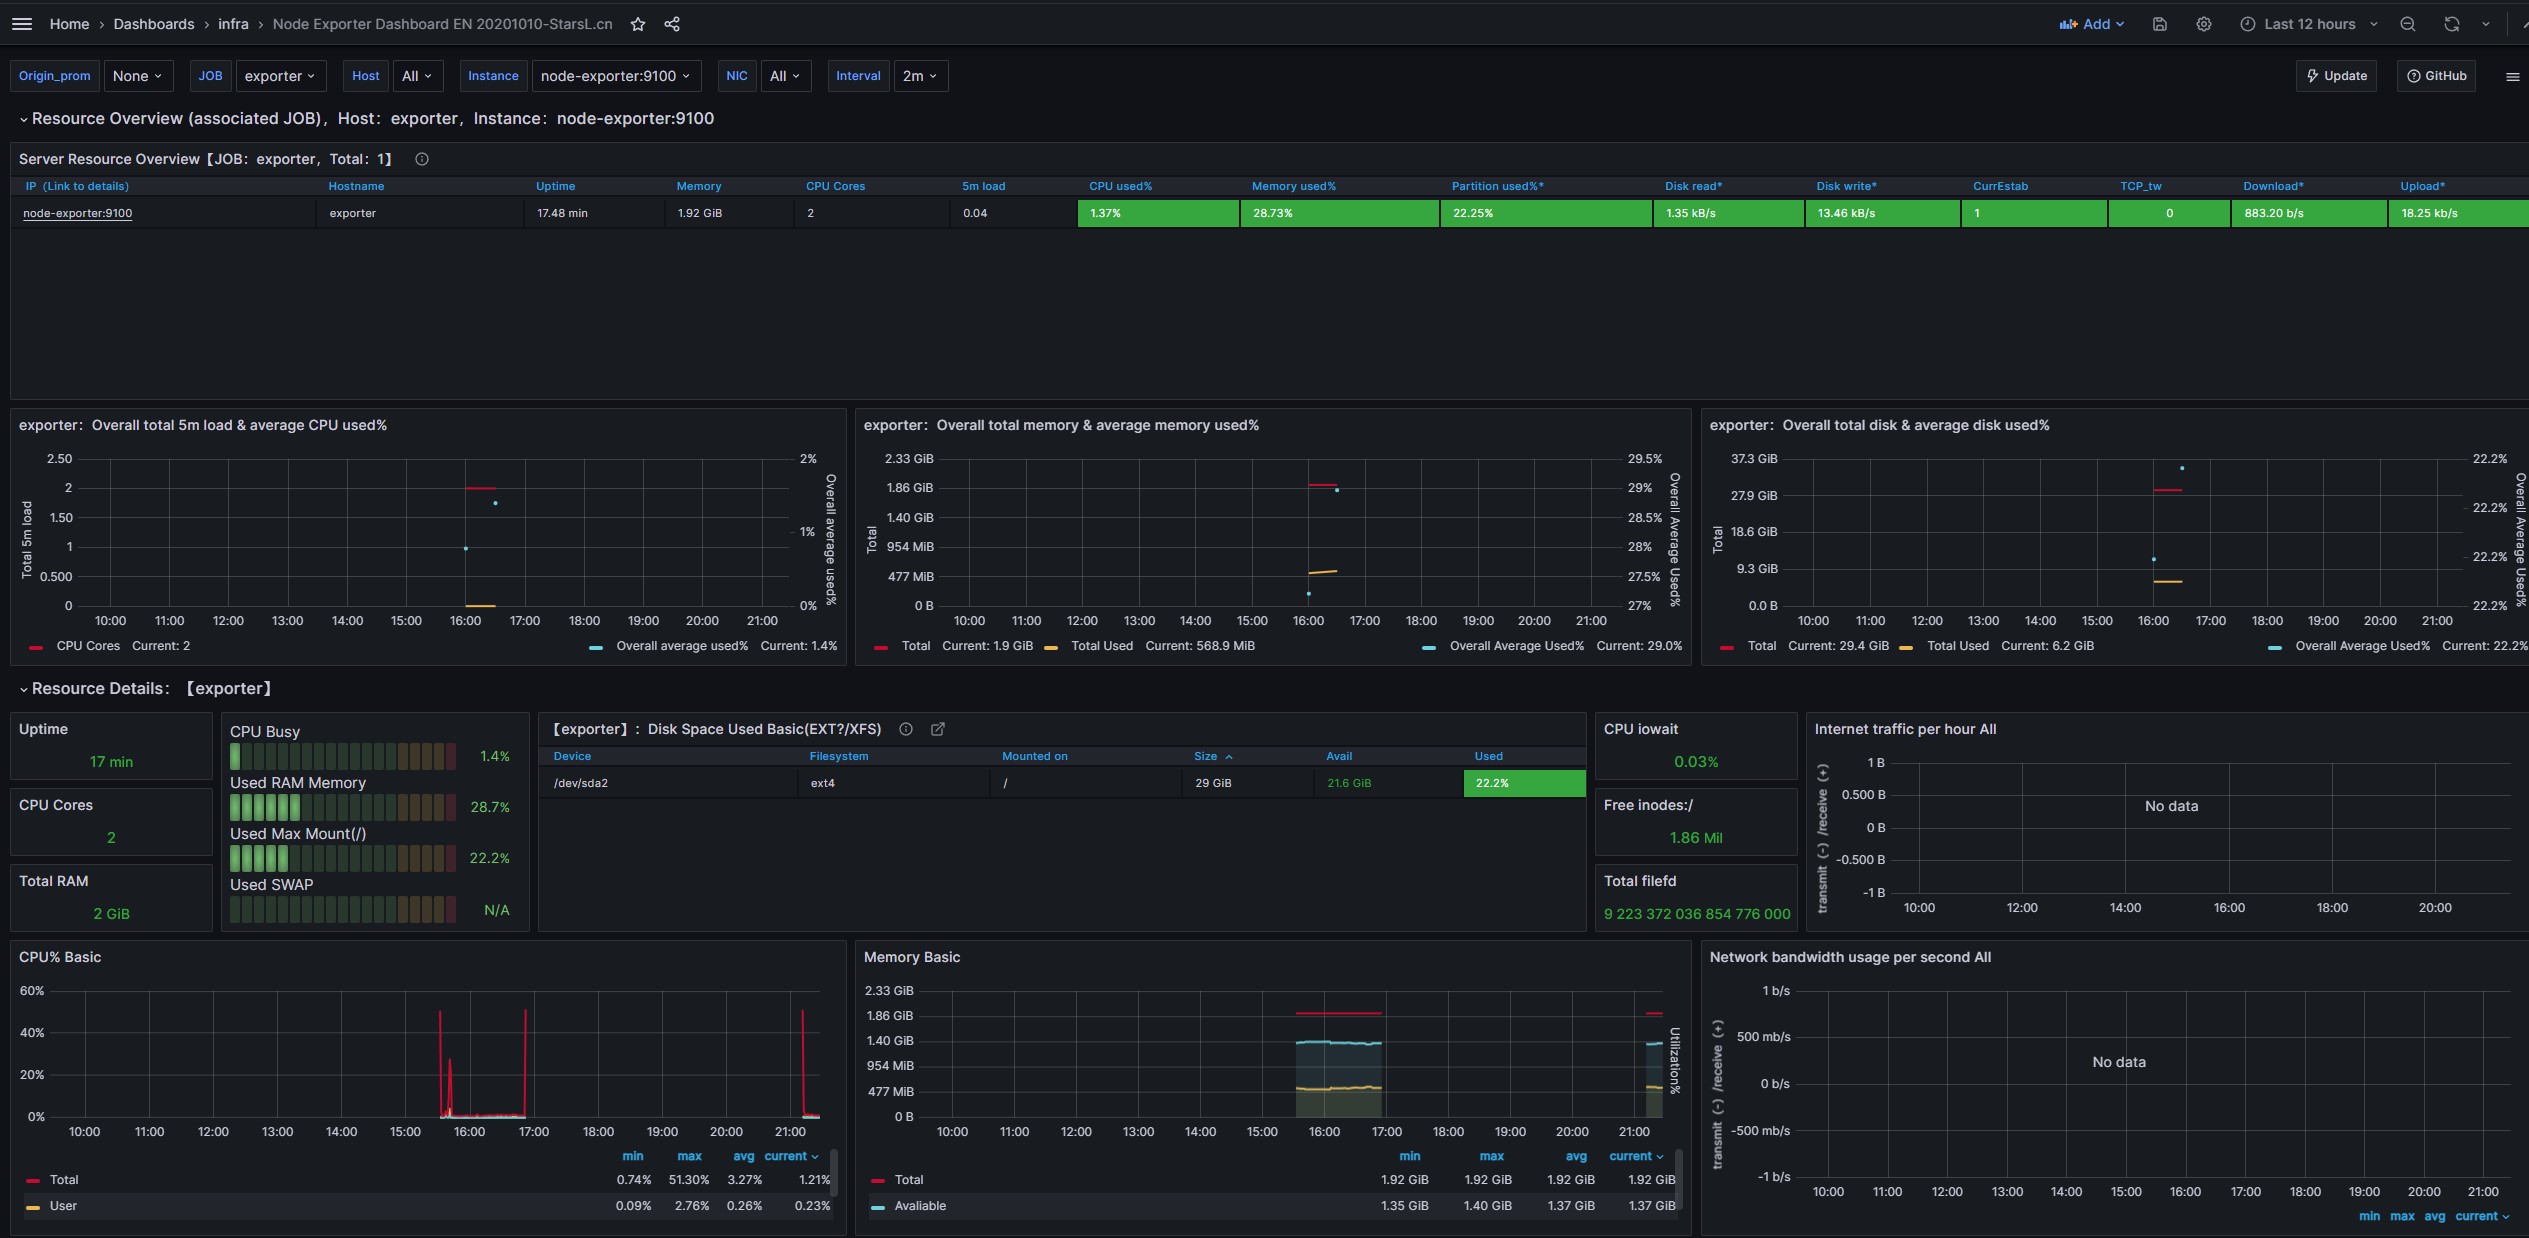 Home › Dashboards › infra › Node Exporter Dashboard EN 20201010-StarsL.cn
Add
Last 12 hours
Origin_prom None JOB exporter Host All Instance node-exporter:9100 NIC All Interval 2m
Update
GitHub
Resource Overview (associated JOB)，Host：exporter，Instance：node-exporter:9100
Server Resource Overview【JOB：exporter，Total：1】
IP（Link to details） Hostname Uptime Memory CPU Cores 5m load CPU used% Memory used% Partition used%* Disk read* Disk write* CurrEstab TCP_tw Download* Upload*
node-exporter:9100 exporter 17.48 min 1.92 GiB 2 0.04 1.37% 28.73% 22.25% 1.35 kB/s 13.46 kB/s 1 0 883.20 b/s 18.25 kb/s
exporter：Overall total 5m load & average CPU used%
Total 5m load
2.50
2
1.50
1
0.500
0
2%
1%
0%
Overall average used%
10:00 11:00 12:00 13:00 14:00 15:00 16:00 17:00 18:00 19:00 20:00 21:00
CPU Cores Current: 2
Overall average used% Current: 1.4%
exporter：Overall total memory & average memory used%
Total
2.33 GiB
1.86 GiB
1.40 GiB
954 MiB
477 MiB
0 B
29.5%
29%
28.5%
28%
27.5%
27%
Overall Average Used%
10:00 11:00 12:00 13:00 14:00 15:00 16:00 17:00 18:00 19:00 20:00 21:00
Total Current: 1.9 GiB Total Used Current: 568.9 MiB
Overall Average Used% Current: 29.0%
exporter：Overall total disk & average disk used%
Total
37.3 GiB
27.9 GiB
18.6 GiB
9.3 GiB
0.0 B
22.2%
22.2%
22.2%
22.2%
Overall Average Used%
10:00 11:00 12:00 13:00 14:00 15:00 16:00 17:00 18:00 19:00 20:00 21:00
Total Current: 29.4 GiB Total Used Current: 6.2 GiB
Overall Average Used% Current: 22.2%
Resource Details：【exporter】
Uptime
17 min
CPU Cores
2
Total RAM
2 GiB
CPU Busy
1.4%
Used RAM Memory
28.7%
Used Max Mount(/)
22.2%
Used SWAP
N/A
【exporter】：Disk Space Used Basic(EXT?/XFS)
Device Filesystem Mounted on Size Avail Used
/dev/sda2 ext4 / 29 GiB 21.6 GiB 22.2%
CPU iowait
0.03%
Free inodes:/
1.86 Mil
Total filefd
9 223 372 036 854 776 000
Internet traffic per hour All
transmit（-）/receive（+）
1 B
0.500 B
0 B
-0.500 B
-1 B
No data
10:00 12:00 14:00 16:00 18:00 20:00
CPU% Basic
60%
40%
20%
0%
10:00 11:00 12:00 13:00 14:00 15:00 16:00 17:00 18:00 19:00 20:00 21:00
min max avg current
Total 0.74% 51.30% 3.27% 1.21%
User 0.09% 2.76% 0.26% 0.23%
Memory Basic
2.33 GiB
1.86 GiB
1.40 GiB
954 MiB
477 MiB
0 B
Utilization%
10:00 11:00 12:00 13:00 14:00 15:00 16:00 17:00 18:00 19:00 20:00 21:00
min max avg current
Total 1.92 GiB 1.92 GiB 1.92 GiB 1.92 GiB
Avaliable 1.35 GiB 1.40 GiB 1.37 GiB 1.37 GiB
Network bandwidth usage per second All
transmit（-）/receive（+）
1 b/s
500 mb/s
0 b/s
-500 mb/s
-1 b/s
No data
10:00 11:00 12:00 13:00 14:00 15:00 16:00 17:00 18:00 19:00 20:00 21:00
min max avg current